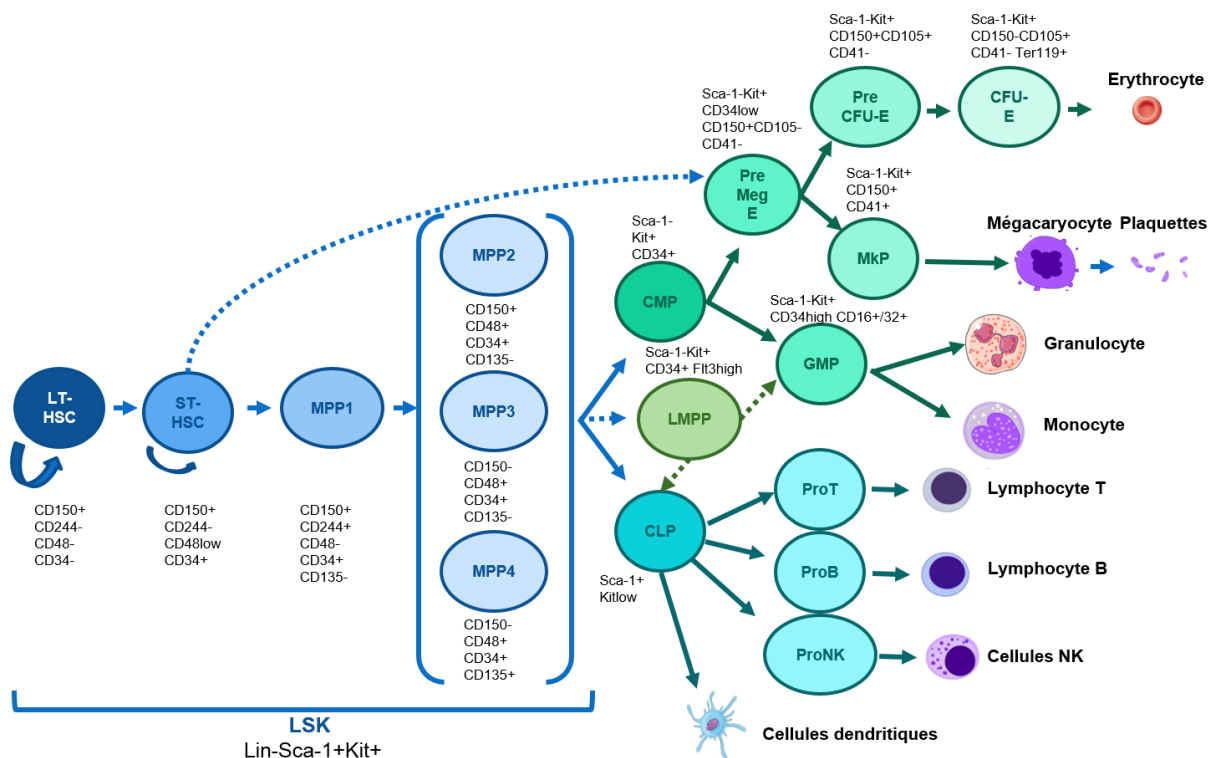 Sca-1-Kit+
CD150+CD105+
CD41-
Sca-1-Kit+
CD150-CD105+
CD41- Ter119+
Erythrocyte
Pre
CFU-E
CFU-
E
Sca-1-Kit+
CD34low
CD150+CD105-
CD41-
Pre
Meg
E
Sca-1-Kit+
CD150+
CD41+
MkP
Mégacaryocyte
Plaquettes
Sca-1-
Kit+
CD34+
CMP
Sca-1-Kit+
CD34high CD16+/32+
GMP
Granulocyte
Monocyte
Sca-1-Kit+
CD34+ Flt3high
LMPP
LT-
HSC
CD150+
CD244-
CD48-
CD34-
ST-
HSC
CD150+
CD244-
CD48low
CD34+
MPP1
CD150+
CD244+
CD48-
CD34+
CD135-
MPP2
CD150+
CD48+
CD34+
CD135-
MPP3
CD150-
CD48+
CD34+
CD135-
MPP4
CD150-
CD48+
CD34+
CD135+
CLP
Sca-1+
Kitlow
ProT
Lymphocyte T
ProB
Lymphocyte B
ProNK
Cellules NK
Cellules dendritiques
LSK
Lin-Sca-1+Kit+